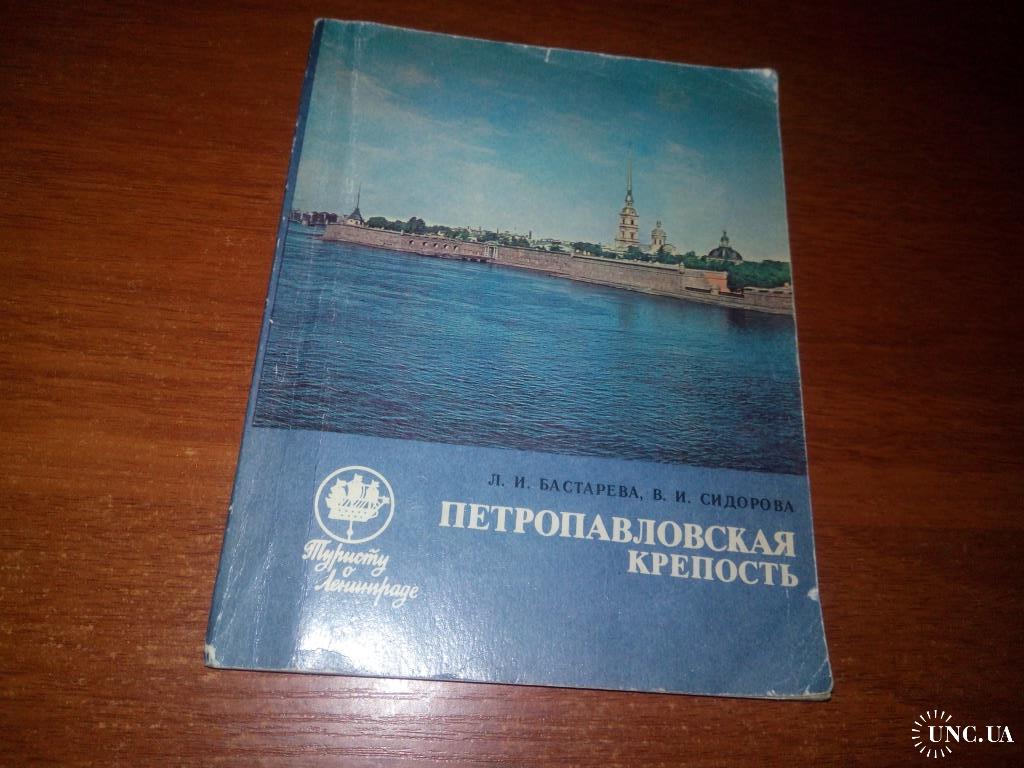 Л. И. БАСТАРЕВА, В. И. СИДОРОВА
ПЕТРОПАВЛОВСКАЯ
КРЕПОСТЬ
Туристу
о
Ленинграде
UNC.UA